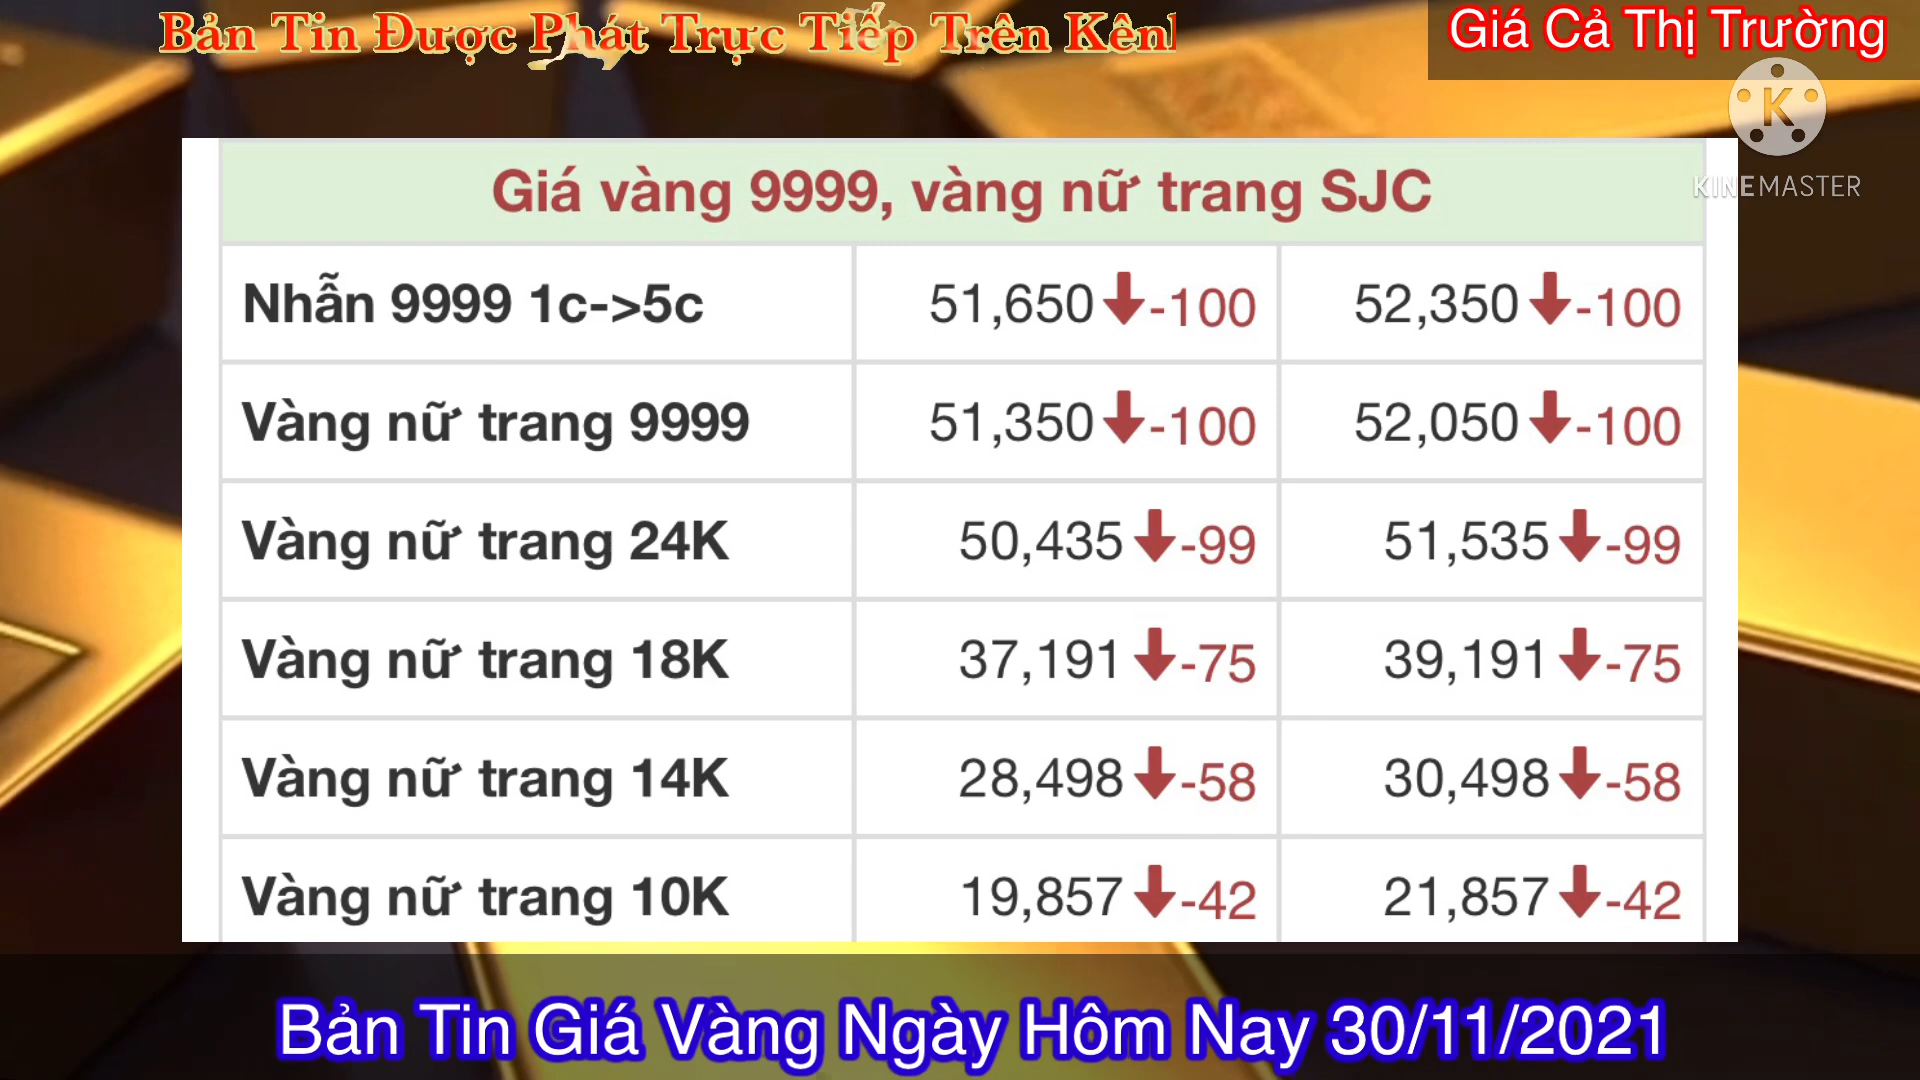 Bản Tin Được Phát Trực Tiếp Trên Kênh
Giá Cả Thị Trường
K
KINEMASTER
Giá vàng 9999, vàng nữ trang SJC
Nhẫn 9999 1c->5c 51,650 -100 52,350 -100
Vàng nữ trang 9999 51,350 -100 52,050 -100
Vàng nữ trang 24K 50,435 -99 51,535 -99
Vàng nữ trang 18K 37,191 -75 39,191 -75
Vàng nữ trang 14K 28,498 -58 30,498 -58
Vàng nữ trang 10K 19,857 -42 21,857 -42
Bản Tin Giá Vàng Ngày Hôm Nay 30/11/2021